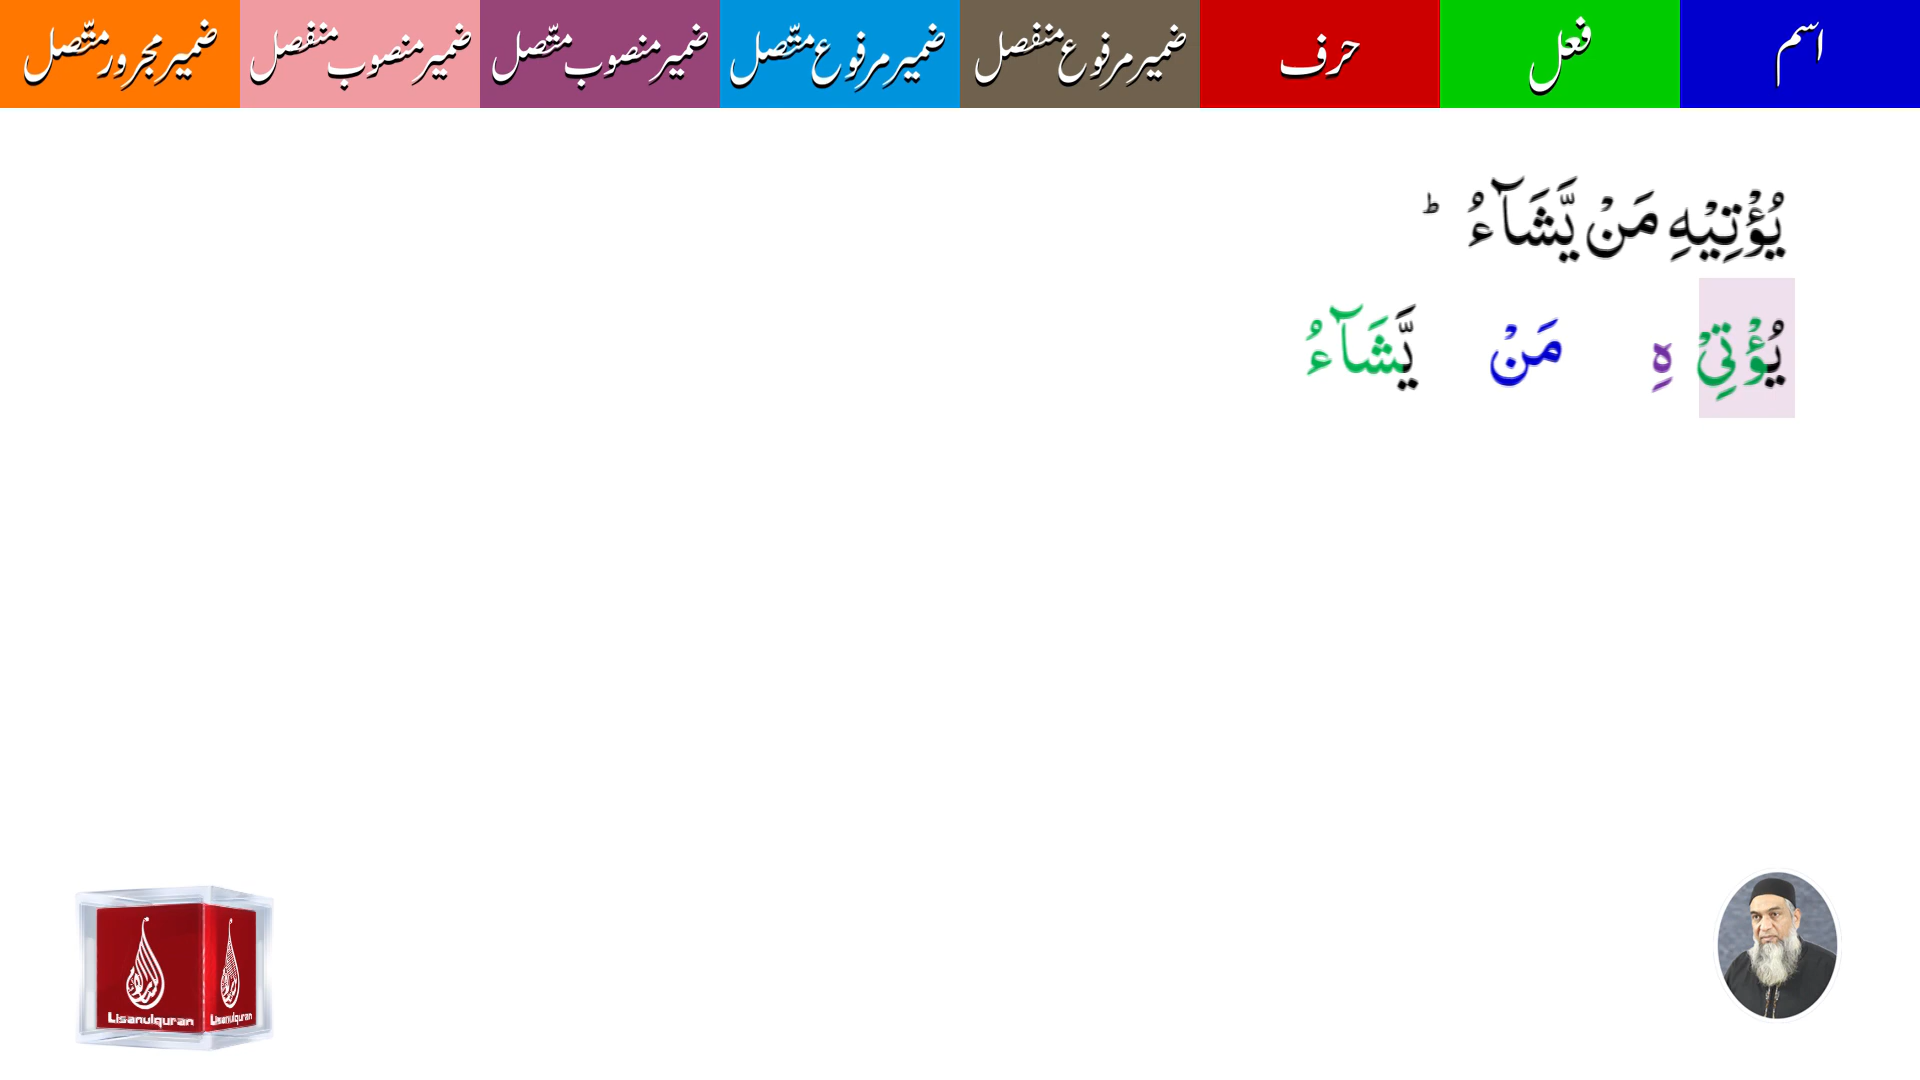 اسم فعل حرف ضمیر مرفوع منفصل ضمیر مرفوع متّصل ضمیر منصوب متّصل ضمیر منصوب منفصل ضمیر مجرور متّصل
یُؤْتِیْهِ مَنْ یَّشَآءُ ؕ
یُؤْتِیْ هِ مَنْ یَّشَآءُ
Lisanulquran Lisanulquran